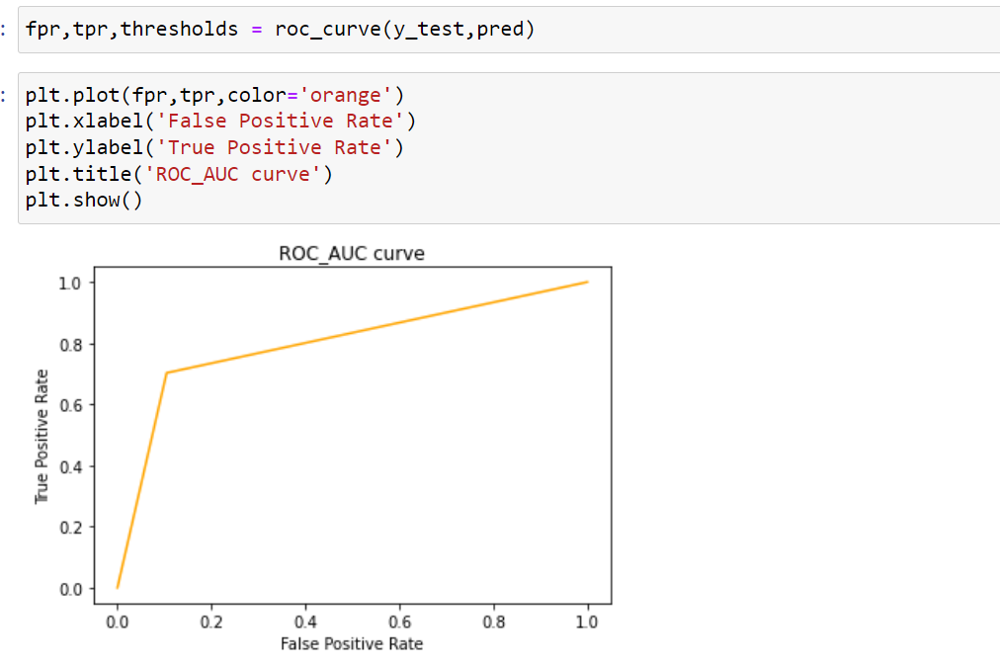 : fpr,tpr,thresholds = roc_curve(y_test,pred)
: plt.plot(fpr,tpr,color='orange')
plt.xlabel('False Positive Rate')
plt.ylabel('True Positive Rate')
plt.title('ROC_AUC curve')
plt.show()
ROC_AUC curve
1.0
0.8
0.6
0.4
0.2
0.0
True Positive Rate
0.0 0.2 0.4 0.6 0.8 1.0
False Positive Rate